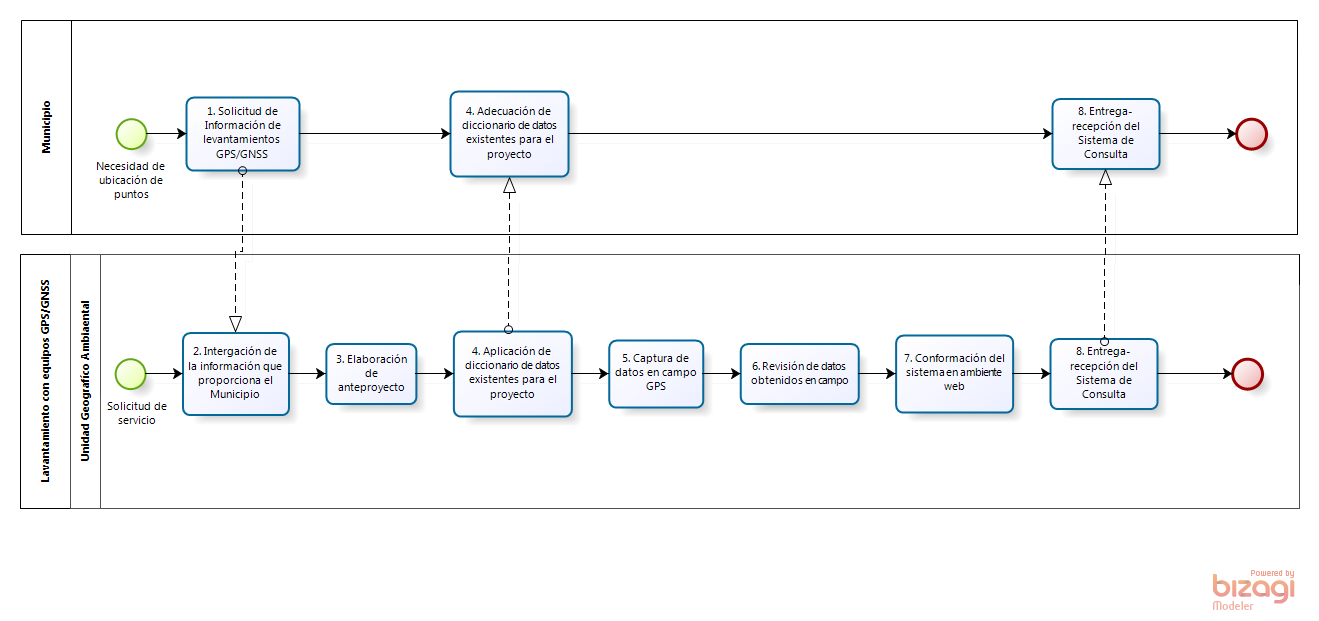 Municipio
Necesidad de
ubicación de
puntos
1. Solicitud de
Información de
levantamientos
GPS/GNSS
4. Adecuación de
diccionario de datos
existentes para el
proyecto
8. Entrega-
recepción del
Sistema de
Consulta
Lavantamiento con equipos GPS/GNSS
Unidad Geografíco Ambiaental
Solicitud de
servicio
2. Intergación de
la información que
proporciona el
Municipio
3. Elaboración
de
anteproyecto
4. Aplicación de
diccionario de datos
existentes para el
proyecto
5. Captura de
datos en campo
GPS
6. Revisión de datos
obtenidos en campo
7. Conformación del
sistema en ambiente
web
8. Entrega-
recepción del
Sistema de
Consulta
Powered by
bizagi
Modeler